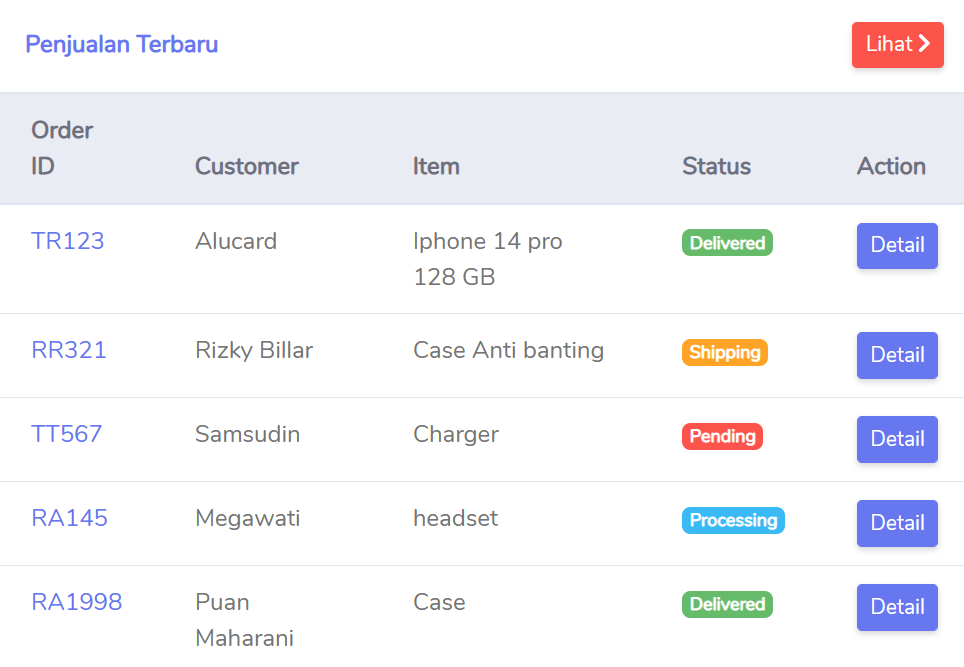 Penjualan Terbaru
Lihat
Order
ID Customer Item Status Action
TR123 Alucard Iphone 14 pro Delivered Detail
128 GB
RR321 Rizky Billar Case Anti banting Shipping Detail
TT567 Samsudin Charger Pending Detail
RA145 Megawati headset Processing Detail
RA1998 Puan Case Delivered Detail
Maharani